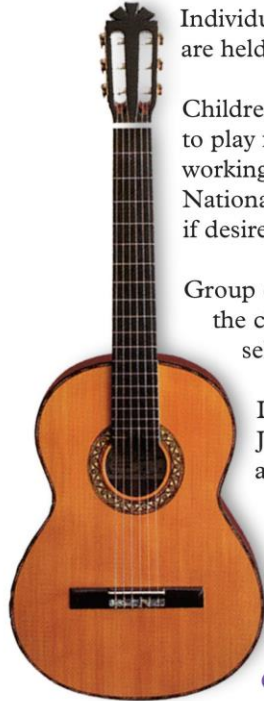 Individu
are held
Childre
to play
working
Nationa
if desire
Group
the c
se
J
a